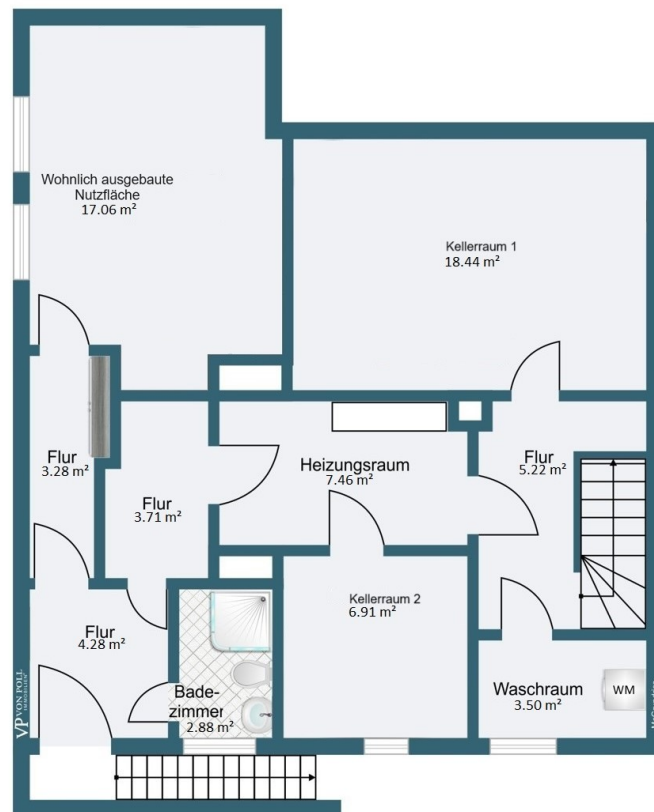 Wohnlich ausgebaute
Nutzfläche
17.06 m²
Kellerraum 1
18.44 m²
Flur
3.28 m²
Flur
3.71 m²
Heizungsraum
7.46 m²
Flur
5.22 m²
Kellerraum 2
6.91 m²
Flur
4.28 m²
Bade-
zimmer
2.88 m²
Waschraum
3.50 m²
WM
VP VON POLL
IMMOBILIEN